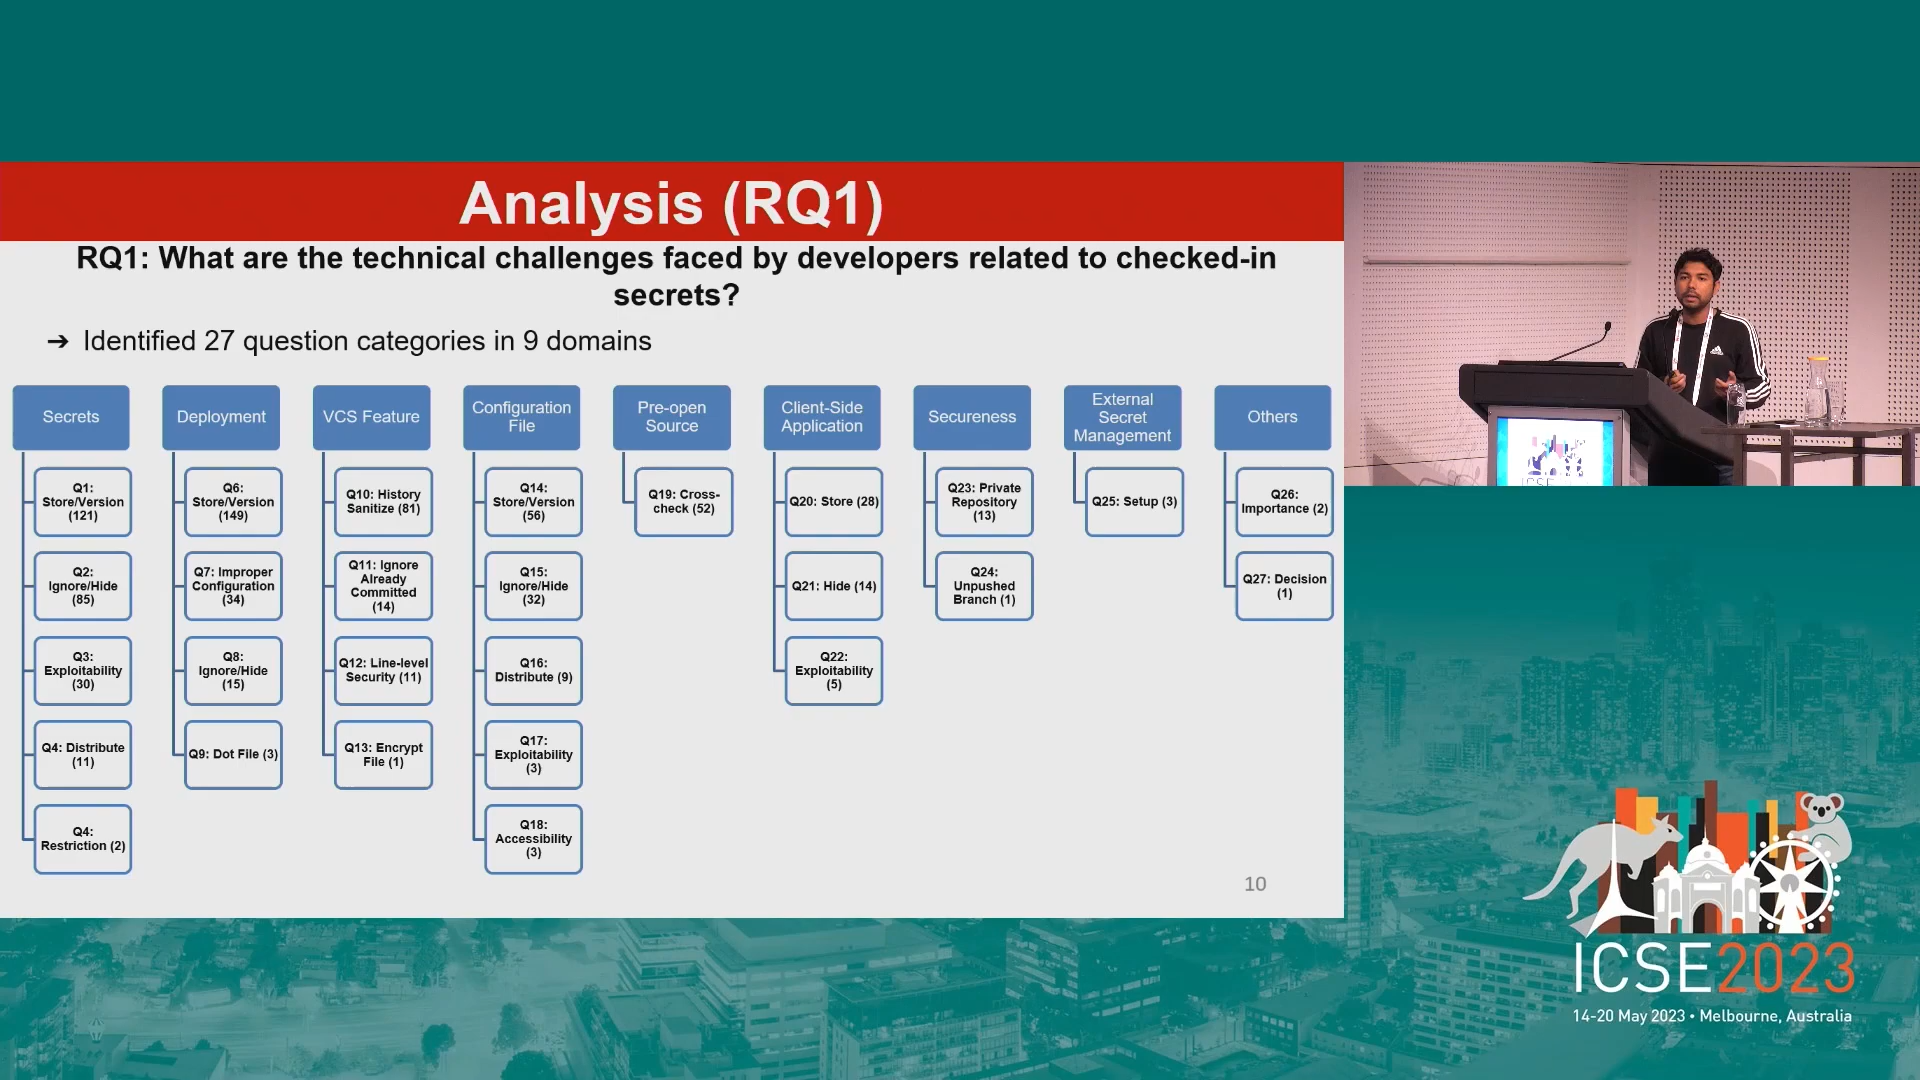 Analysis (RQ1)
RQ1: What are the technical challenges faced by developers related to checked-in
secrets?
➔ Identified 27 question categories in 9 domains
Secrets
Q1:
Store/Version
(121)
Q2:
Ignore/Hide
(85)
Q3:
Exploitability
(30)
Q4: Distribute
(11)
Q4:
Restriction (2)
Deployment
Q6:
Store/Version
(149)
Q7: Improper
Configuration
(34)
Q8:
Ignore/Hide
(15)
Q9: Dot File (3)
VCS Feature
Q10: History
Sanitize (81)
Q11: Ignore
Already
Committed
(14)
Q12: Line-level
Security (11)
Q13: Encrypt
File (1)
Configuration
File
Q14:
Store/Version
(56)
Q15:
Ignore/Hide
(32)
Q16:
Distribute (9)
Q17:
Exploitability
(3)
Q18:
Accessibility
(3)
Pre-open
Source
Q19: Cross-
check (52)
Client-Side
Application
Q20: Store (28)
Q21: Hide (14)
Q22:
Exploitability
(5)
Secureness
Q23: Private
Repository
(13)
Q24:
Unpushed
Branch (1)
External
Secret
Management
Q25: Setup (3)
Others
Q26:
Importance (2)
Q27: Decision
(1)
10
ICSE
ICSE2023
14-20 May 2023 • Melbourne, Australia